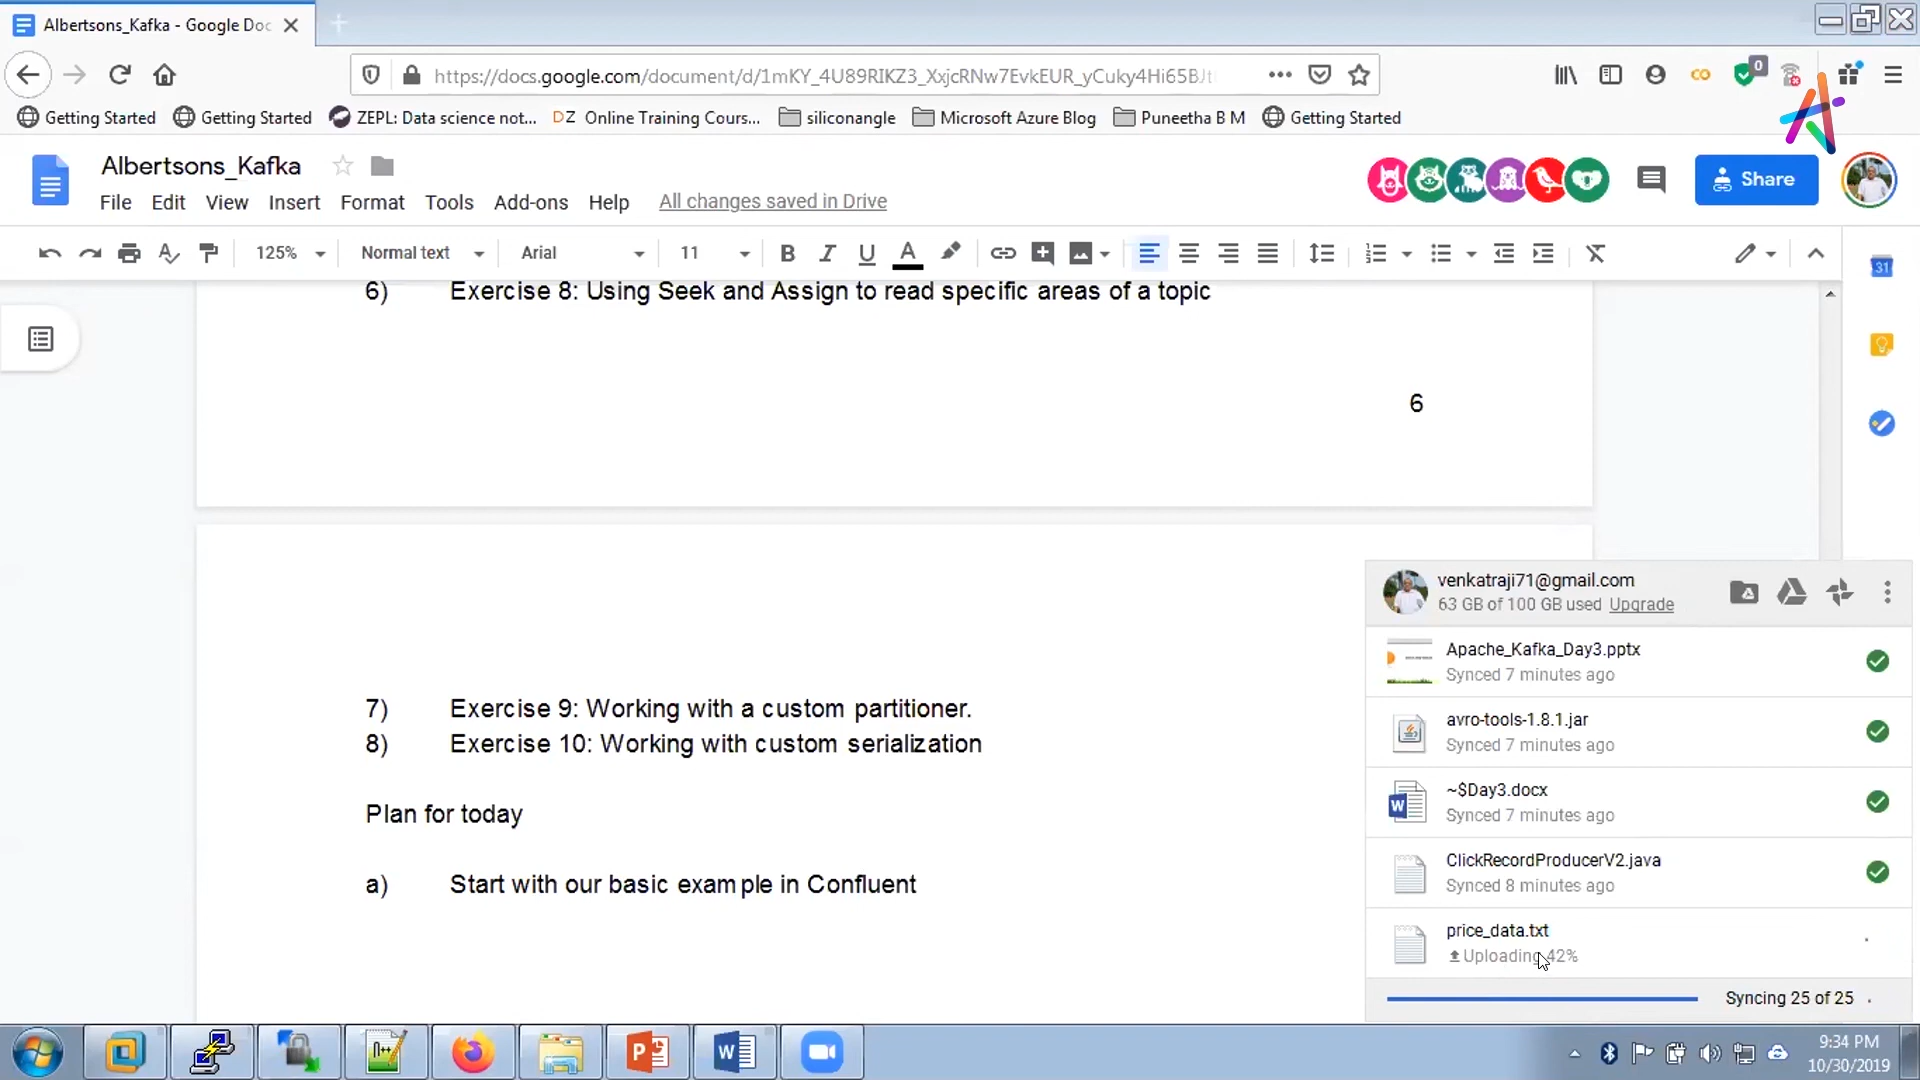 Albertsons_Kafka - Google Doc
https://docs.google.com/document/d/1mKY_4U89RIKZ3_XxjcRNw7EvkEUR_yCuky4Hi65BJt
0
Getting Started
Getting Started
ZEPL: Data science not...
DZ Online Training Cours...
siliconangle
Microsoft Azure Blog
Puneetha B M
Getting Started
Albertsons_Kafka
Share
File Edit View Insert Format Tools Add-ons Help All changes saved in Drive
125% Normal text Arial 11
31
6) Exercise 8: Using Seek and Assign to read specific areas of a topic
6
7) Exercise 9: Working with a custom partitioner.
8) Exercise 10: Working with custom serialization
Plan for today
a) Start with our basic example in Confluent
venkatraji71@gmail.com
63 GB of 100 GB used Upgrade
Apache_Kafka_Day3.pptx
Synced 7 minutes ago
avro-tools-1.8.1.jar
Synced 7 minutes ago
~$Day3.docx
Synced 7 minutes ago
ClickRecordProducerV2.java
Synced 8 minutes ago
price_data.txt
Uploading 42%
Syncing 25 of 25
9:34 PM
10/30/2019